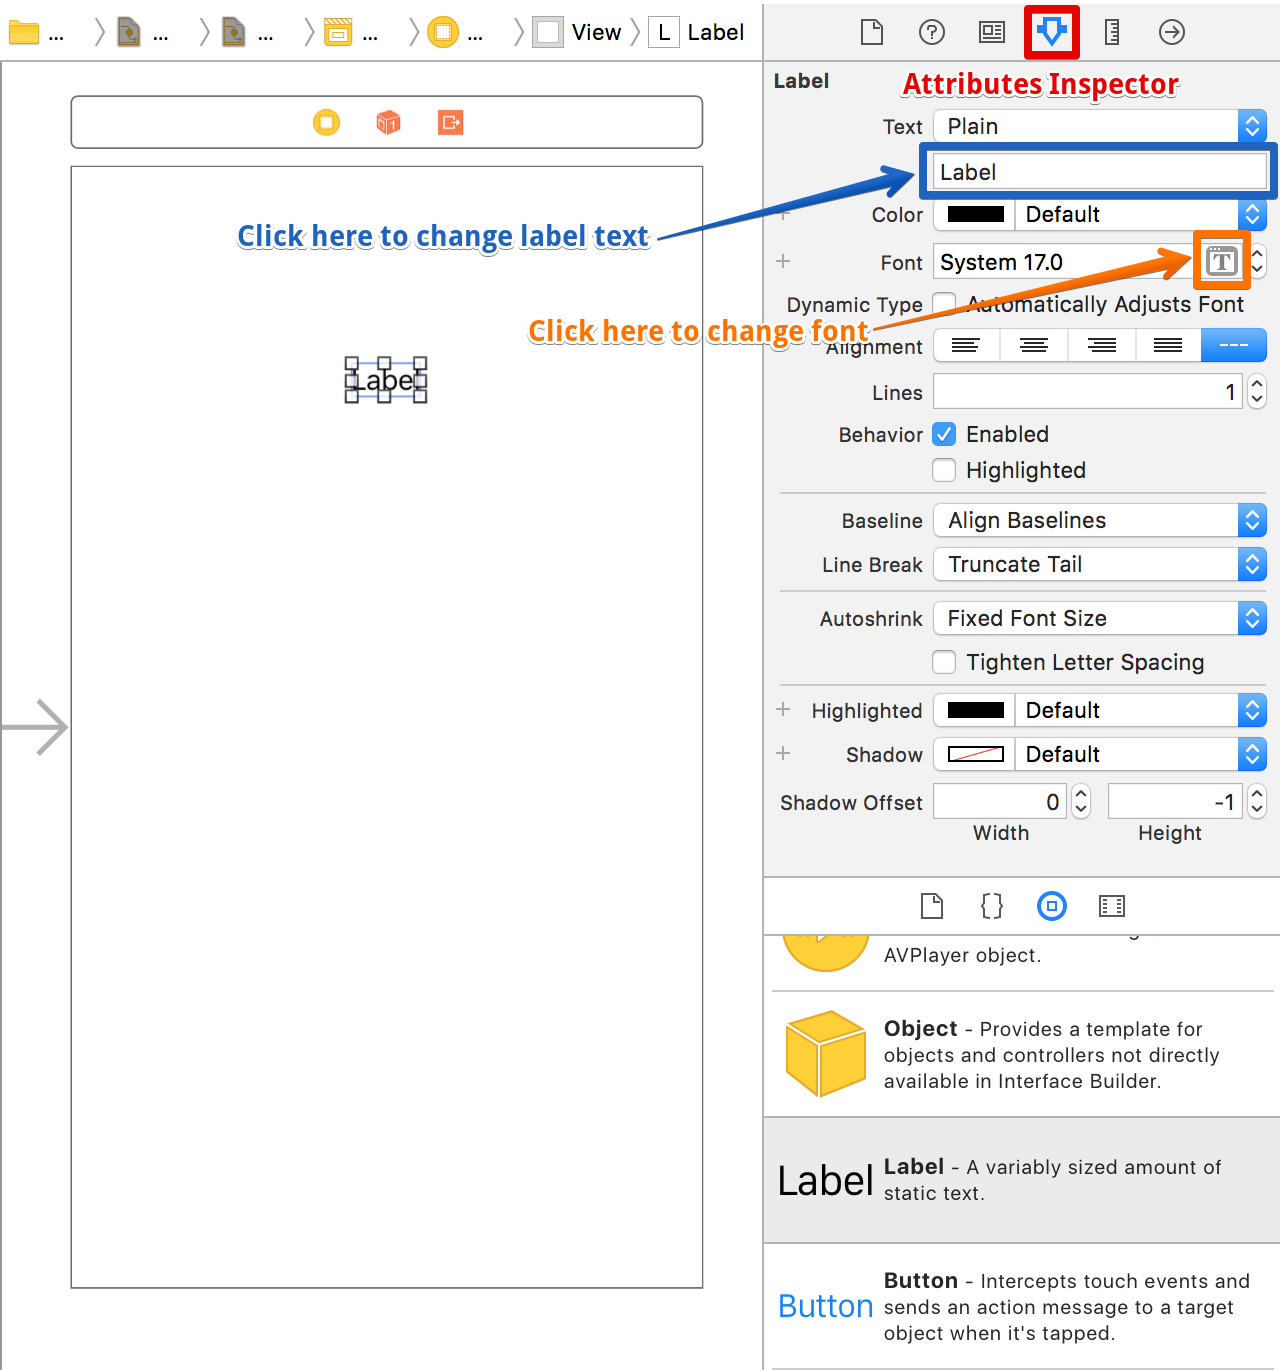 ... ... ... ... ... View L Label
Label
Attributes Inspector
Text Plain
Label
Click here to change label text
Color Default
Font System 17.0 T
Dynamic Type Automatically Adjusts Font
Click here to change font
Alignment ---
Label
Lines 1
Behavior Enabled
Highlighted
Baseline Align Baselines
Line Break Truncate Tail
Autoshrink Fixed Font Size
Tighten Letter Spacing
Highlighted Default
Shadow Default
Shadow Offset 0 -1
Width Height
{}
AVPlayer object.
Object - Provides a template for
objects and controllers not directly
available in Interface Builder.
Label
Label - A variably sized amount of
static text.
Button
Button - Intercepts touch events and
sends an action message to a target
object when it's tapped.